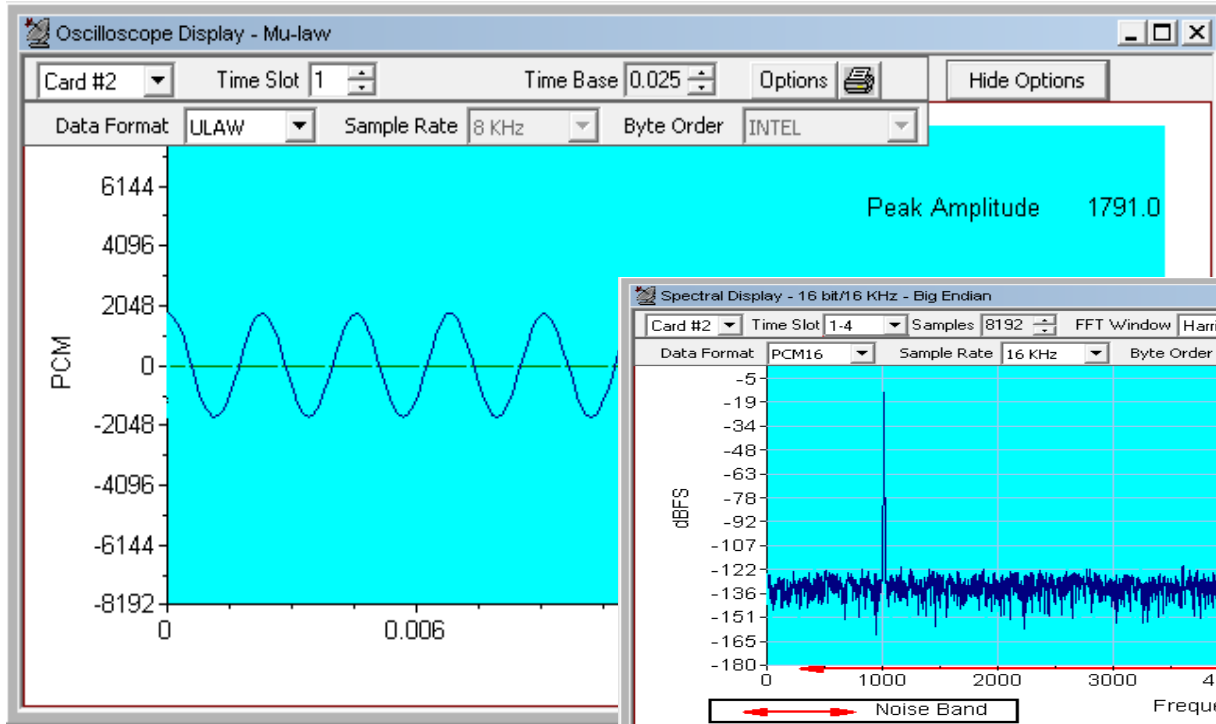 Oscilloscope Display - Mu-law
Card #2 Time Slot 1 Time Base 0.025 Options Hide Options
Data Format ULAW Sample Rate 8 KHz Byte Order INTEL
Peak Amplitude 1791.0
PCM
6144
4096
2048
0
-2048
-4096
-6144
-8192
0 0.006
Spectral Display - 16 bit/16 KHz - Big Endian
Card #2 Time Slot 1-4 Samples 8192 FFT Window Harri
Data Format PCM16 Sample Rate 16 KHz Byte Order
dBFS
-5
-19
-34
-48
-63
-78
-92
-107
-122
-136
-151
-165
-180
0 1000 2000 3000 4
Noise Band Freque